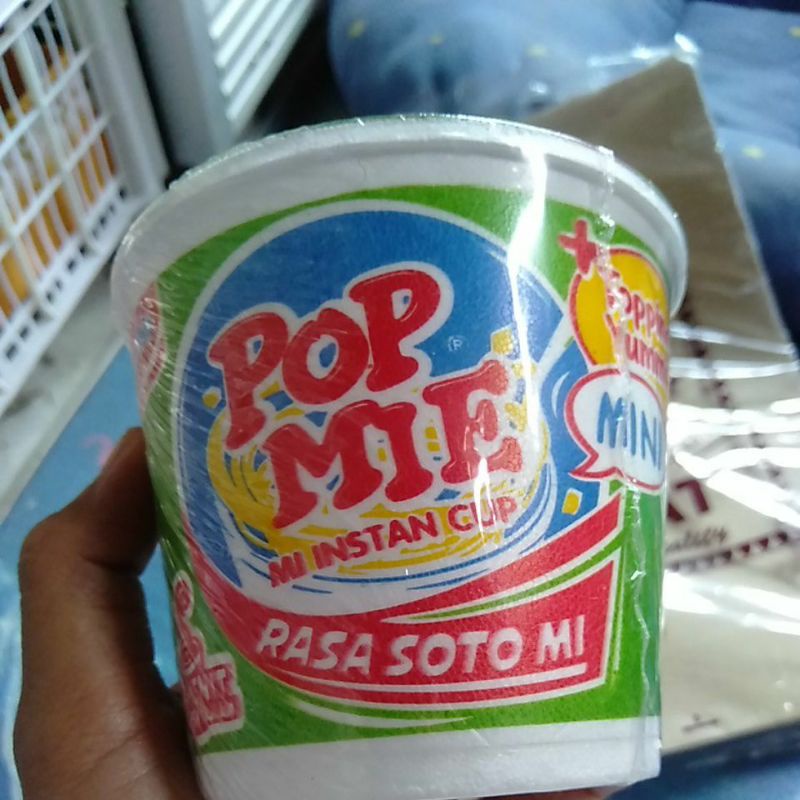 POP
MIE
®
MI INSTAN CUP
RASA SOTO MI
+
MINI